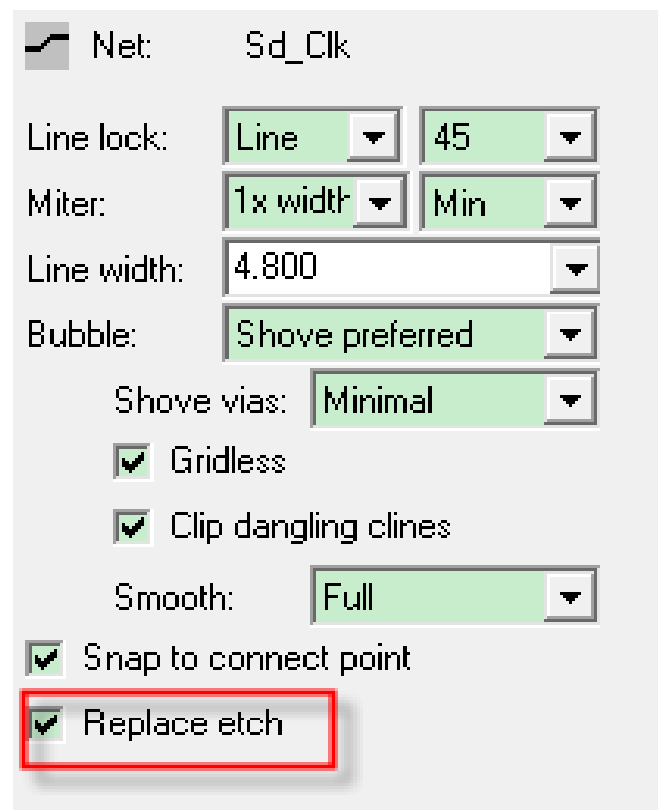 Net: Sd_Clk
Line lock: Line 45
Miter: 1x width Min
Line width: 4.800
Bubble: Shove preferred
Shove vias: Minimal
Gridless
Clip dangling clines
Smooth: Full
Snap to connect point
Replace etch